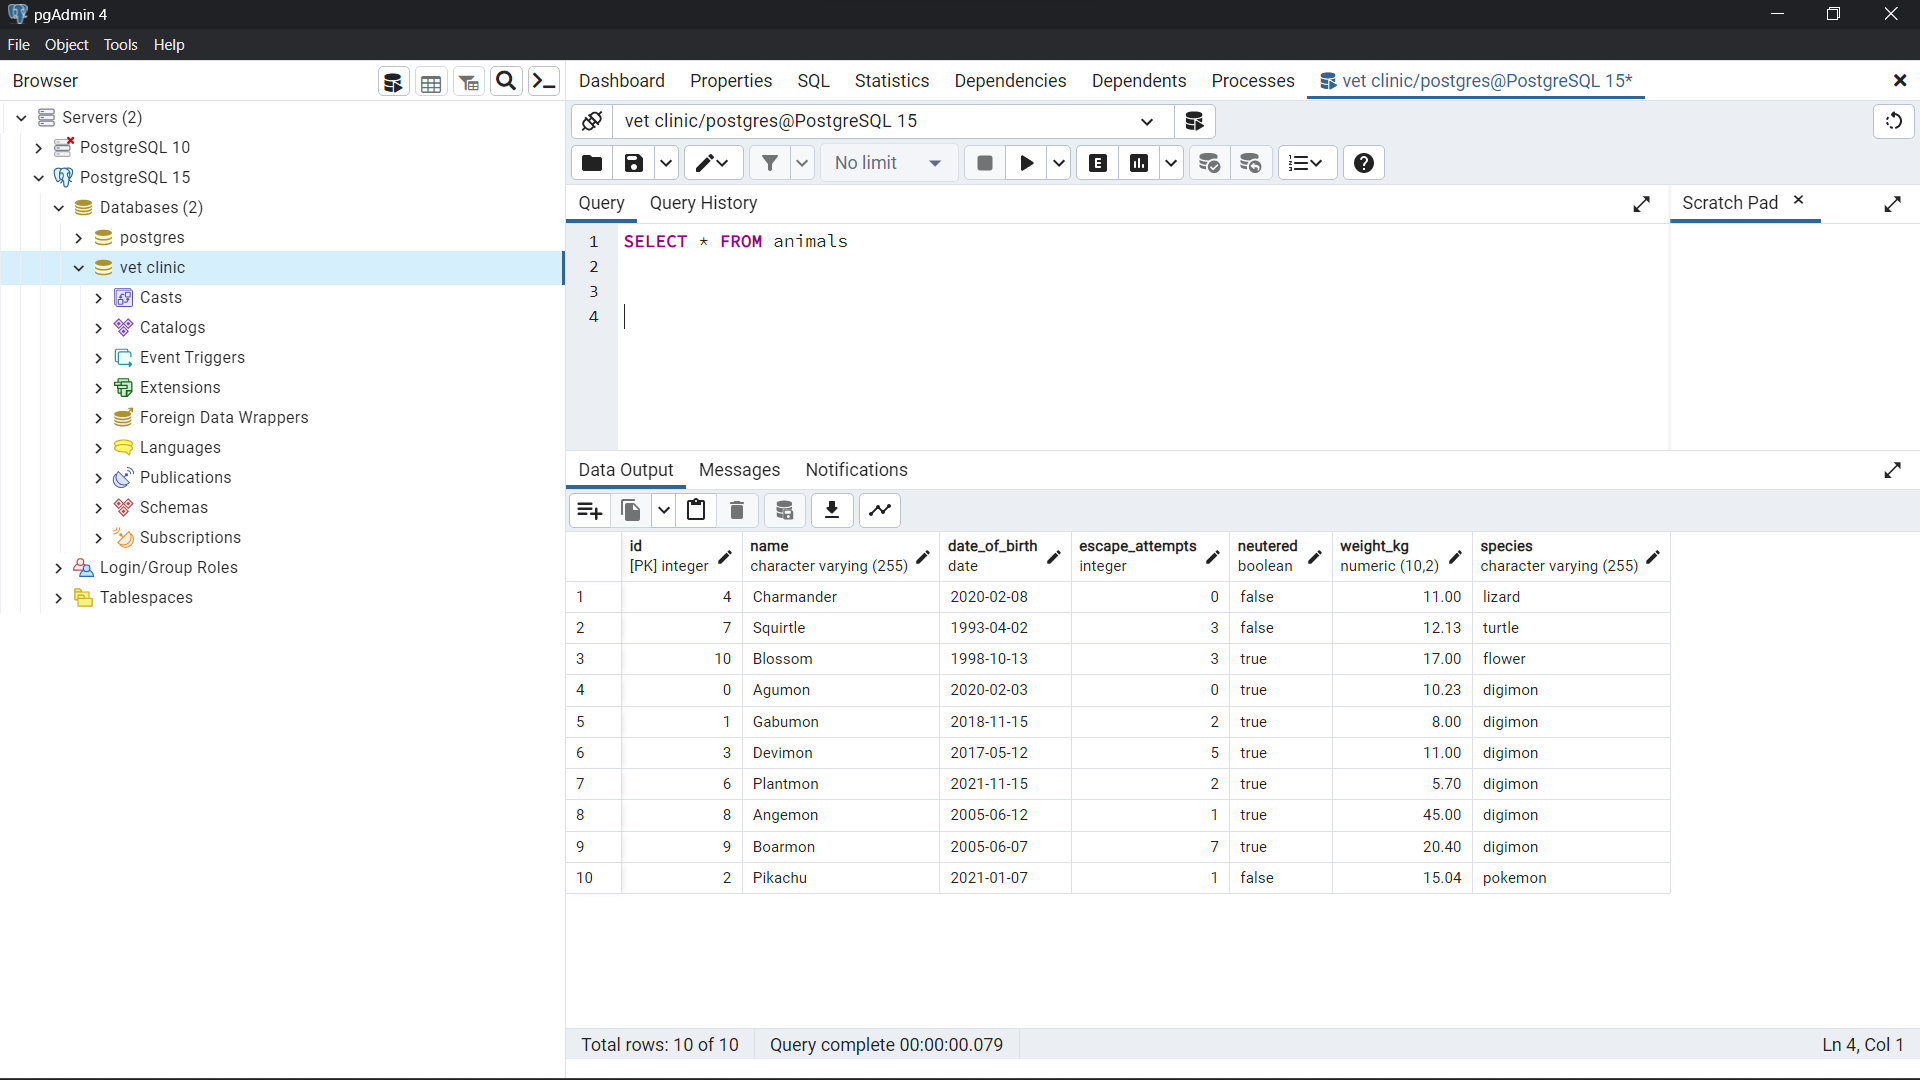 pgAdmin 4
File Object Tools Help
Browser
Servers (2)
PostgreSQL 10
PostgreSQL 15
Databases (2)
postgres
vet clinic
Casts
Catalogs
Event Triggers
Extensions
Foreign Data Wrappers
Languages
Publications
Schemas
Subscriptions
Login/Group Roles
Tablespaces
Dashboard Properties SQL Statistics Dependencies Dependents Processes vet clinic/postgres@PostgreSQL 15*
vet clinic/postgres@PostgreSQL 15
No limit E
Query Query History Scratch Pad
1 SELECT * FROM animals
2
3
4
Data Output Messages Notifications
id name date_of_birth escape_attempts neutered weight_kg species
[PK] integer character varying (255) date integer boolean numeric (10,2) character varying (255)
1 4 Charmander 2020-02-08 0 false 11.00 lizard
2 7 Squirtle 1993-04-02 3 false 12.13 turtle
3 10 Blossom 1998-10-13 3 true 17.00 flower
4 0 Agumon 2020-02-03 0 true 10.23 digimon
5 1 Gabumon 2018-11-15 2 true 8.00 digimon
6 3 Devimon 2017-05-12 5 true 11.00 digimon
7 6 Plantmon 2021-11-15 2 true 5.70 digimon
8 8 Angemon 2005-06-12 1 true 45.00 digimon
9 9 Boarmon 2005-06-07 7 true 20.40 digimon
10 2 Pikachu 2021-01-07 1 false 15.04 pokemon
Total rows: 10 of 10 Query complete 00:00:00.079 Ln 4, Col 1